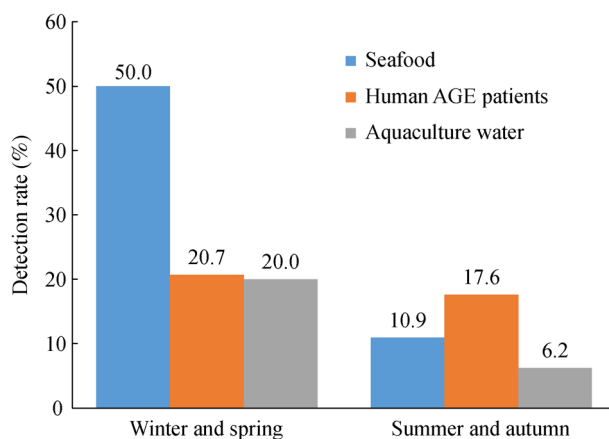 Detection rate (%)
60
50
40
30
20
10
0
50.0
20.7
20.0
10.9
17.6
6.2
Seafood
Human AGE patients
Aquaculture water
Winter and spring
Summer and autumn